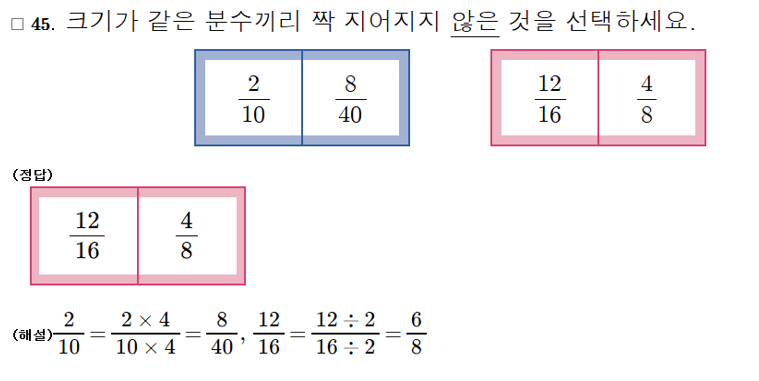 □ 45. 크기가 같은 분수끼리 짝 지어지지 않은 것을 선택하세요.
2/10 8/40 12/16 4/8
(정답)
12/16 4/8
(해설) 2/10 = 2 × 4/10 × 4 = 8/40, 12/16 = 12 ÷ 2/16 ÷ 2 = 6/8